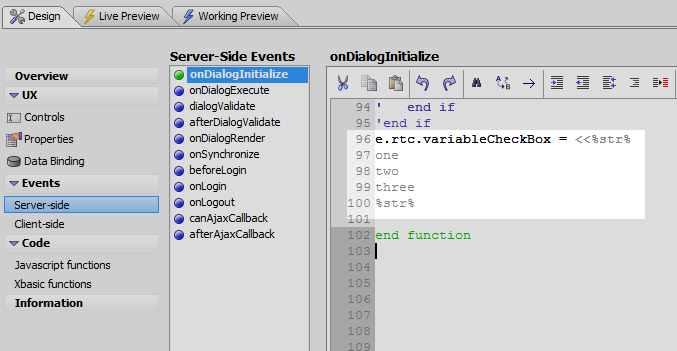 Design
Live Preview
Working Preview
Overview
UX
Controls
Properties
Data Binding
Events
Server-side
Client-side
Code
Javascript functions
Xbasic functions
Information
Server-Side Events
onDialogInitialize
onDialogExecute
dialogValidate
afterDialogValidate
onDialogRender
onSynchronize
beforeLogin
onLogin
onLogout
canAjaxCallback
afterAjaxCallback
onDialogInitialize
94 '   end if
95 'end if
96 e.rtc.variableCheckBox = <<%str%
97 one
98 two
99 three
100 %str%
101
102 end function
103
104
105
106
107
108
109